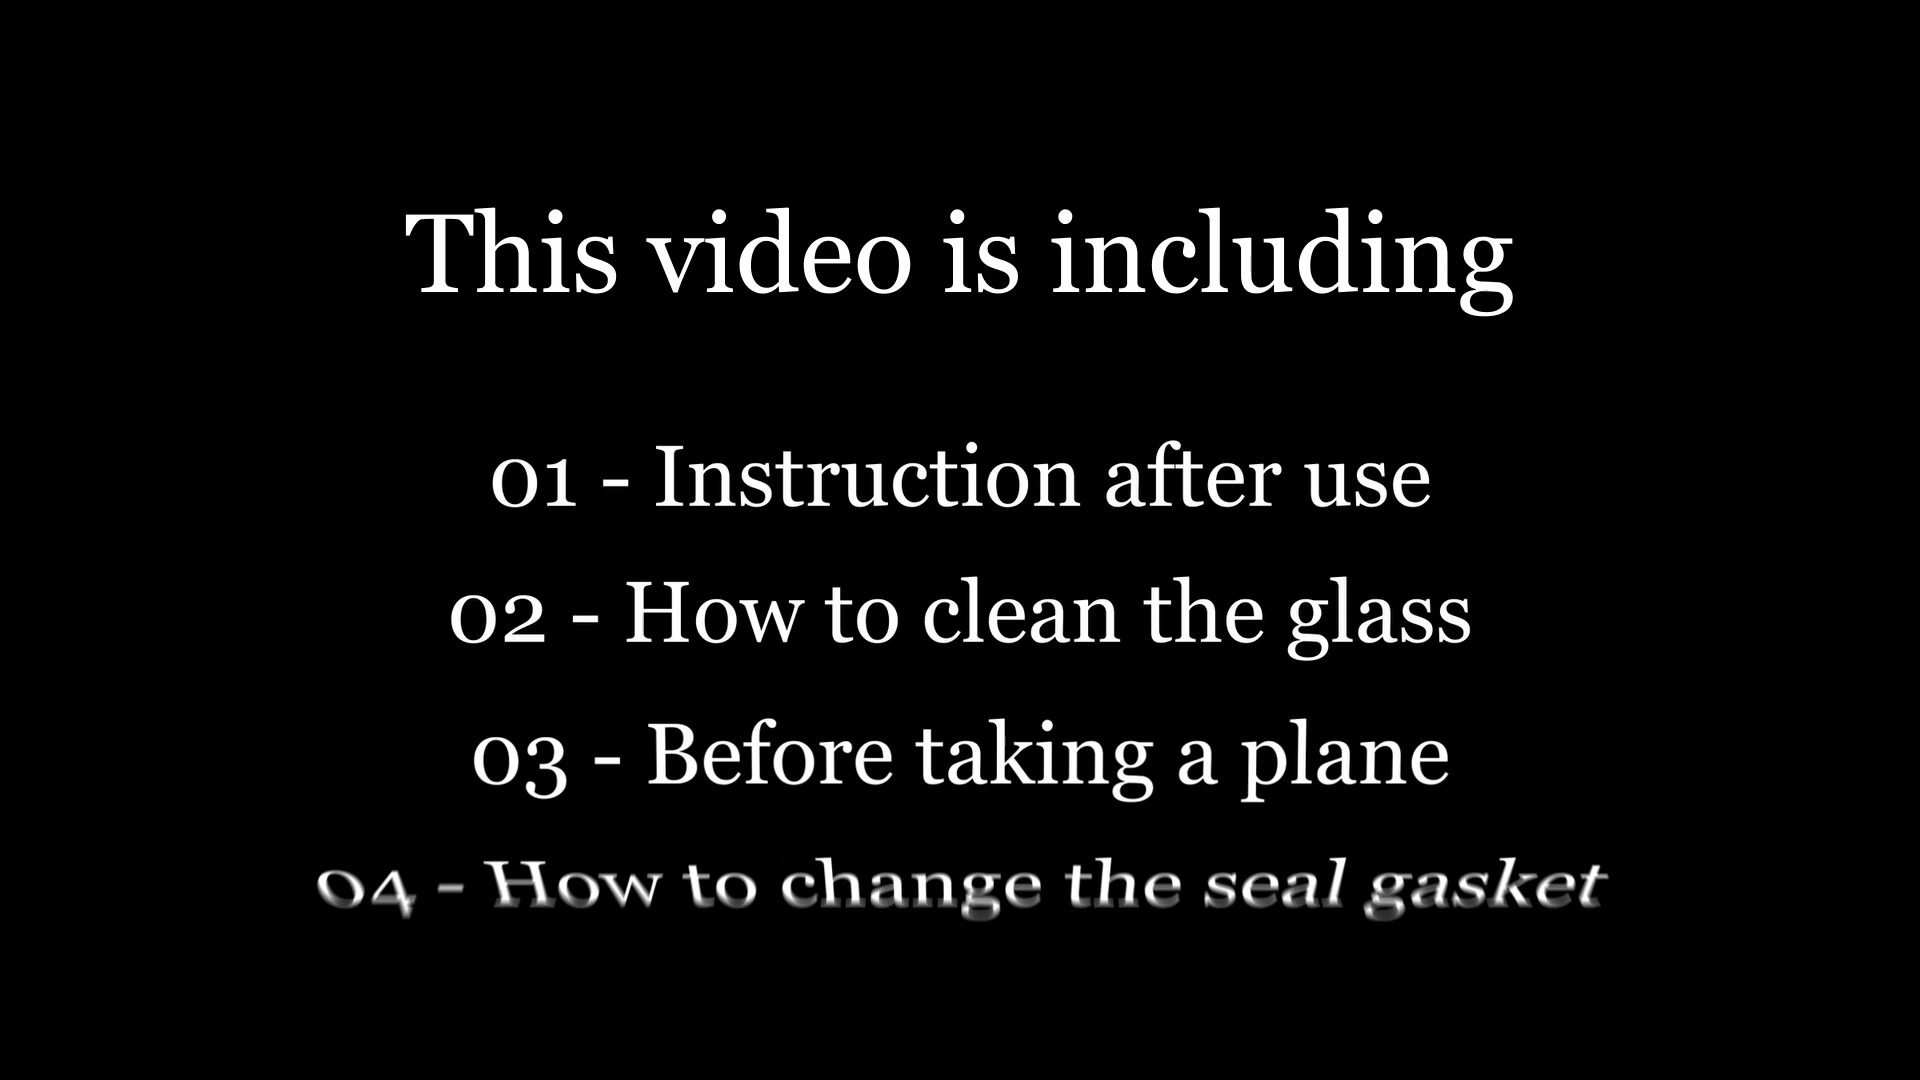 This video is including
01 - Instruction after use
02 - How to clean the glass
03 - Before taking a plane
04 - How to change the seal gasket